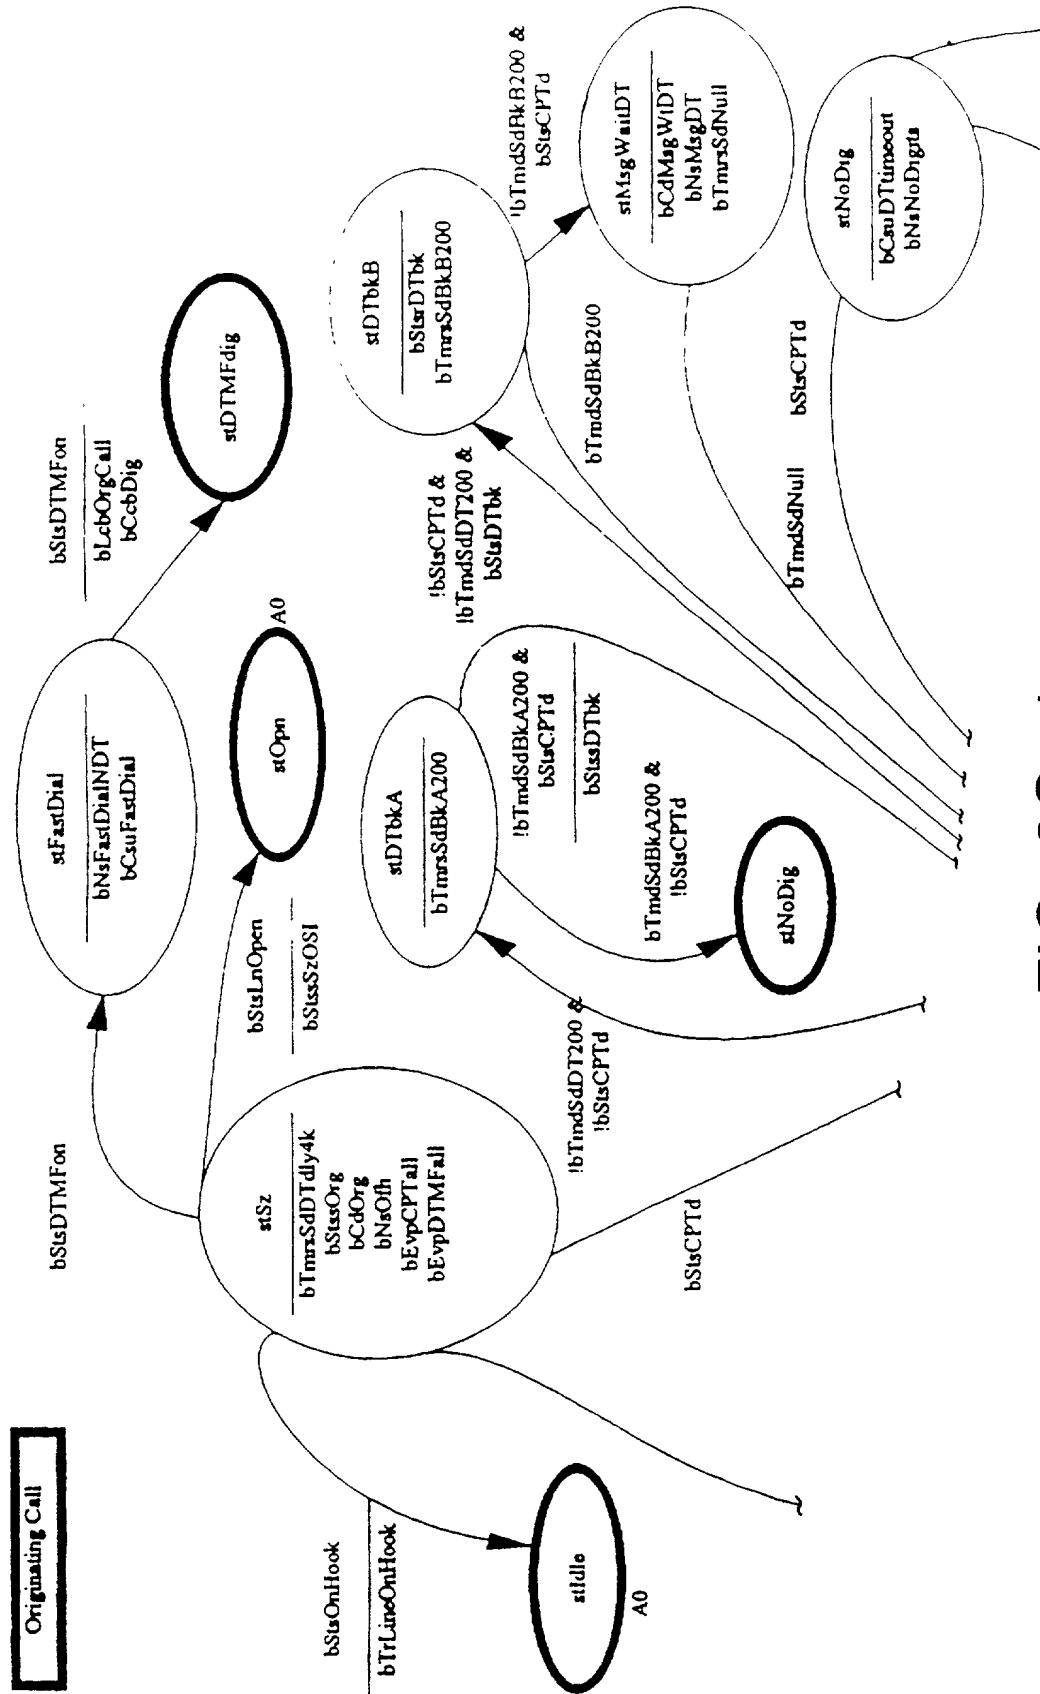 Originating Call
bStsDTMFon
stFastDial
bNsFastDialNDT
bCsuFastDial
bStsDTMFon
bLcbOrgCall
bCcbDig
stDTMFdig
bStsOnHook
bTrLineOnHook
stIdle
A0
stSz
bTmrsSdDTdly4k
bStssOrg
bCdOrg
bNsOfh
bEvpCPTall
bEvpDTMFall
bStsLnOpen
bStssSzOSI
stOpn
A0
bStsCPTd
!bTmdSdDT200 &
!bStsCPTd
stDTbkA
bTmrsSdBkA200
!bTmdSdBkA200 &
bStsCPTd
bStssDTbk
bTmdSdBkA200 &
!bStsCPTd
stNoDig
!bStsCPTd &
!bTmdSdDT200 &
bStsDTbk
stDTbkB
bStsrDTbk
bTmrsSdBkB200
!bTmdSdBkB200 &
bStsCPTd
bTmdSdBkB200
stMsgWaitDT
bCdMsgWtDT
bNsMsgDT
bTmrsSdNull
bTmdSdNull
bStsCPTd
stNoDig
bCsuDTtimeout
bNsNoDigits